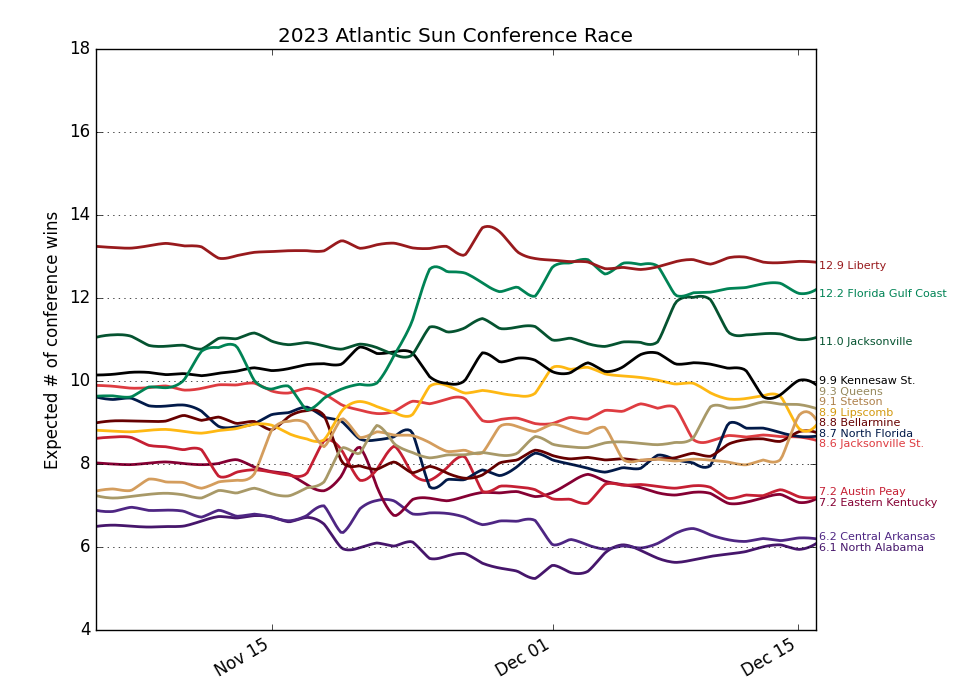 2023 Atlantic Sun Conference Race
Expected # of conference wins
18
16
14
12
10
8
6
4
Nov 15
Dec 01
Dec 15
12.9 Liberty
12.2 Florida Gulf Coast
11.0 Jacksonville
9.9 Kennesaw St.
9.3 Queens
9.1 Stetson
8.9 Lipscomb
8.8 Bellarmine
8.7 North Florida
8.6 Jacksonville St.
7.2 Austin Peay
7.2 Eastern Kentucky
6.2 Central Arkansas
6.1 North Alabama